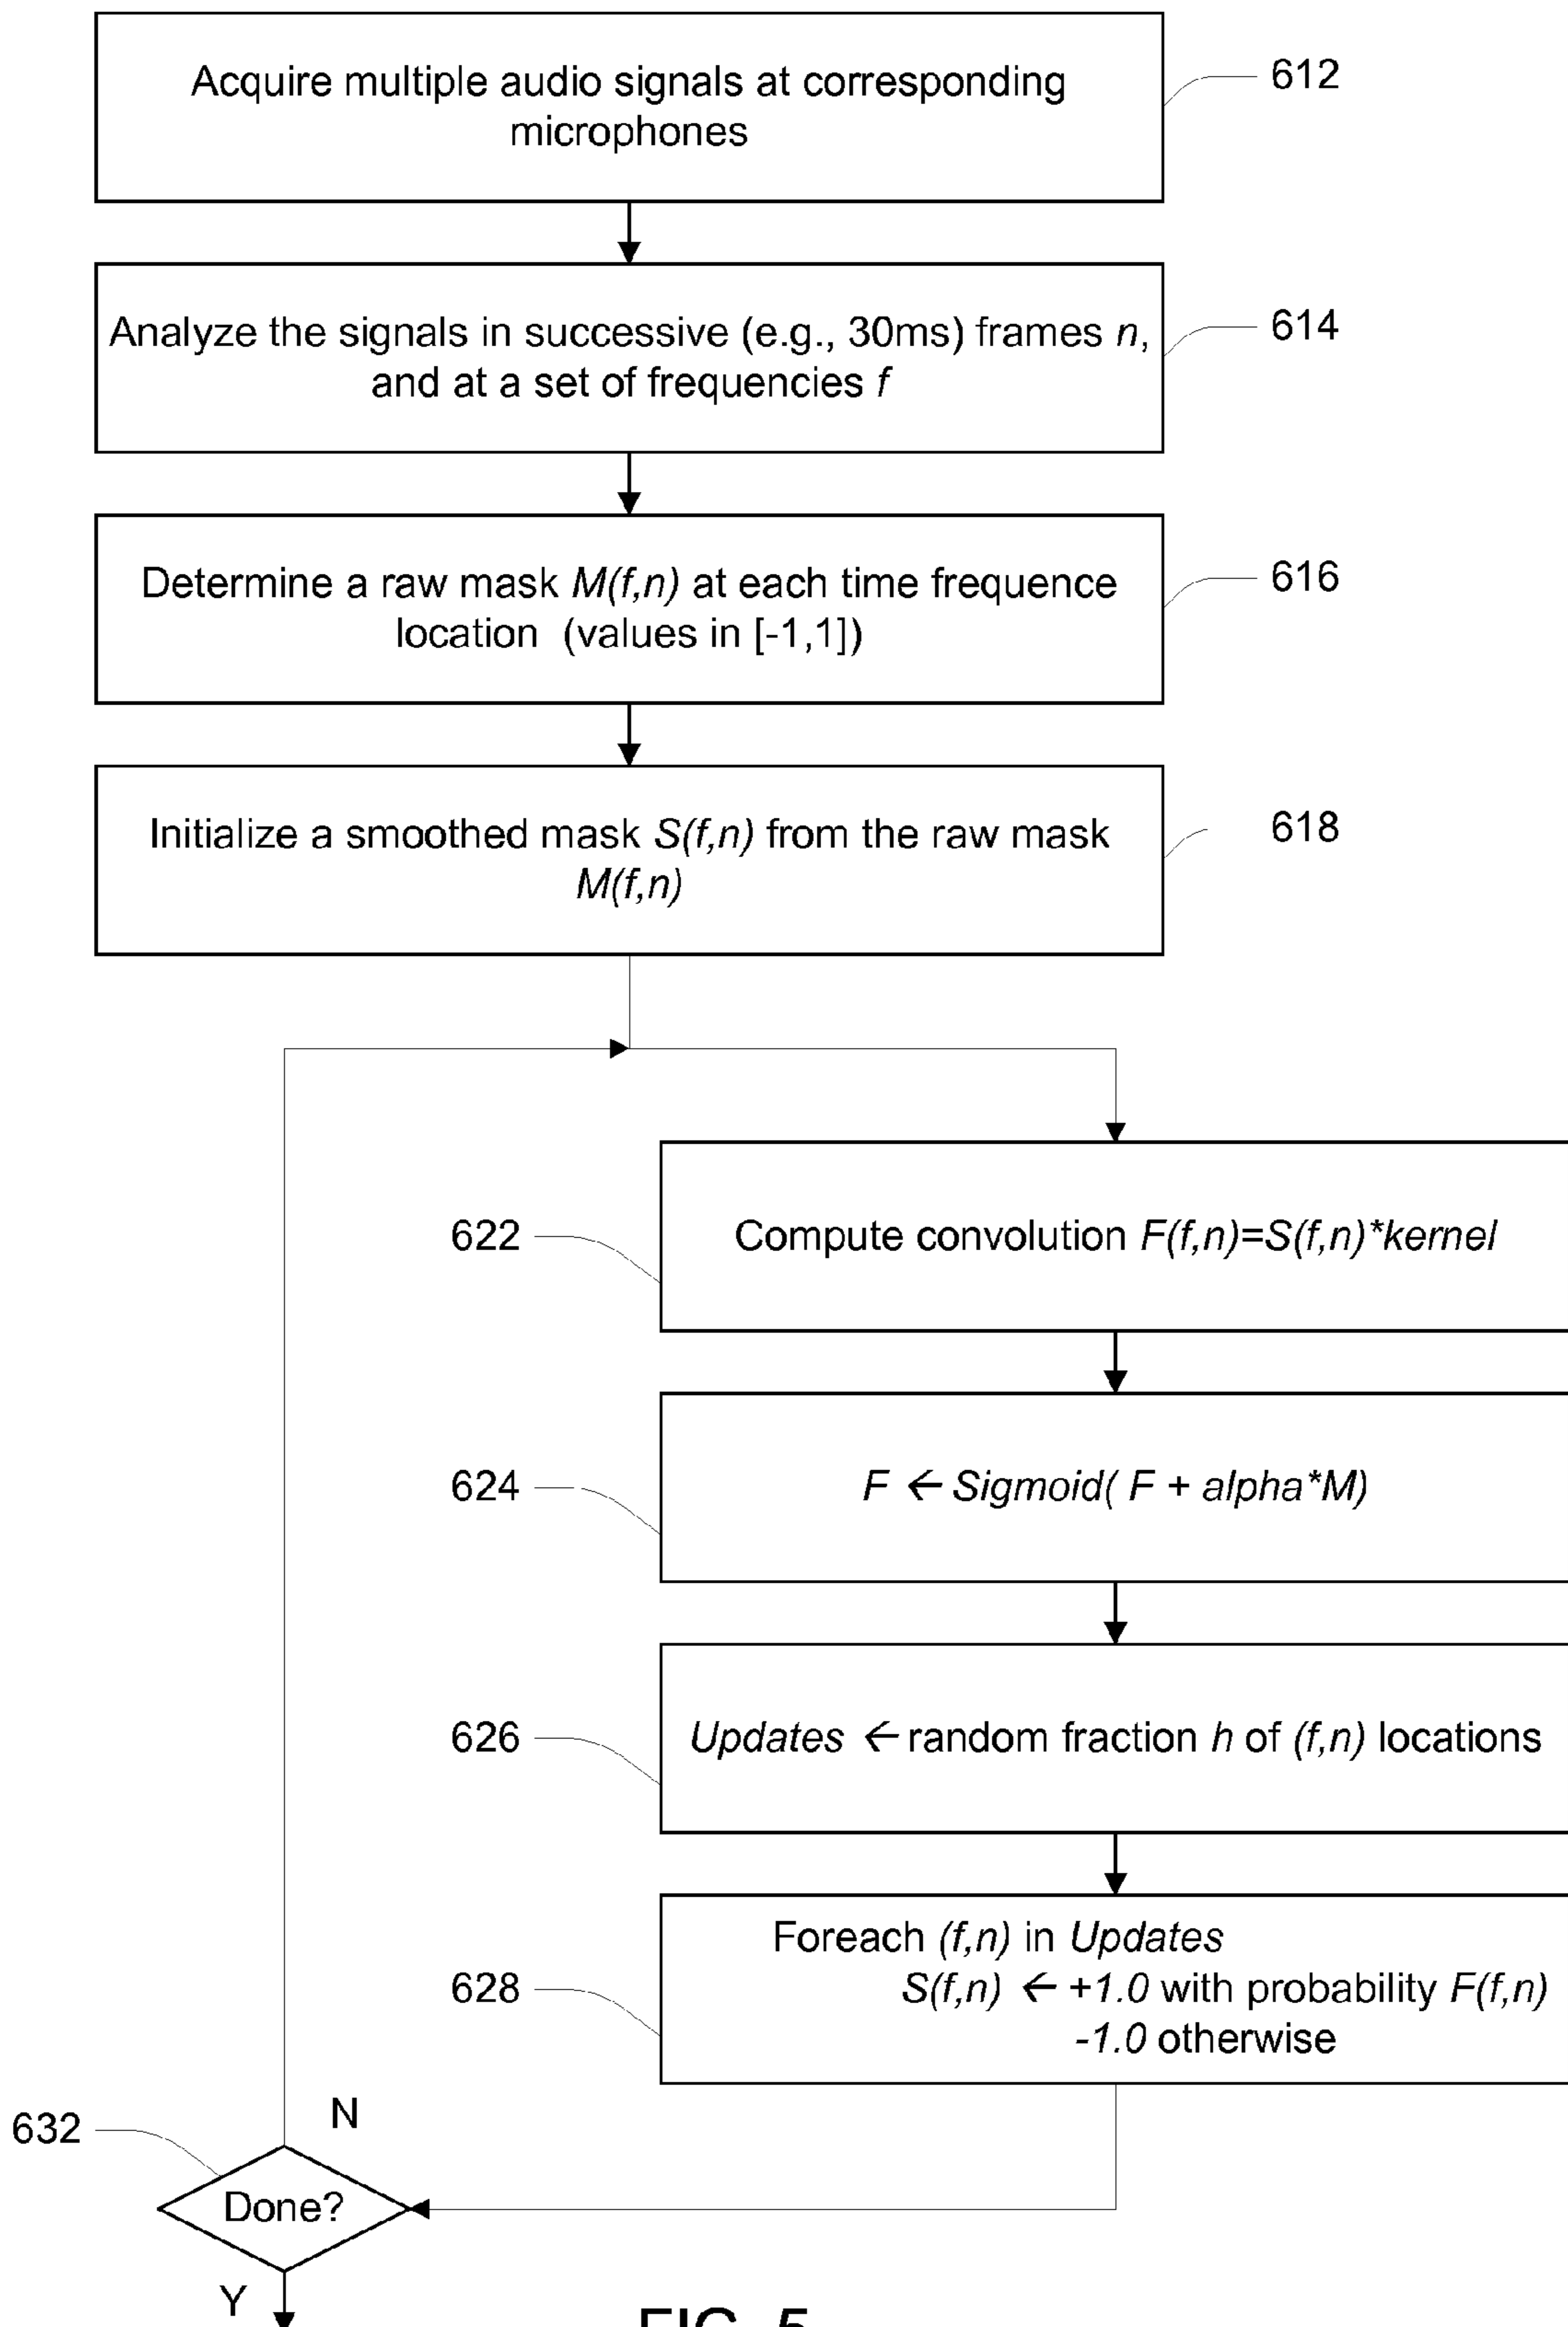 Acquire multiple audio signals at corresponding
microphones
612
Analyze the signals in successive (e.g., 30ms) frames n,
and at a set of frequencies f
614
Determine a raw mask M(f,n) at each time frequence
location (values in [-1,1])
616
Initialize a smoothed mask S(f,n) from the raw mask
M(f,n)
618
622
Compute convolution F(f,n)=S(f,n)*kernel
624
F ← Sigmoid( F + alpha*M)
626
Updates ← random fraction h of (f,n) locations
628
Foreach (f,n) in Updates
S(f,n) ← +1.0 with probability F(f,n)
-1.0 otherwise
632
N
Done?
Y
FIG. 5